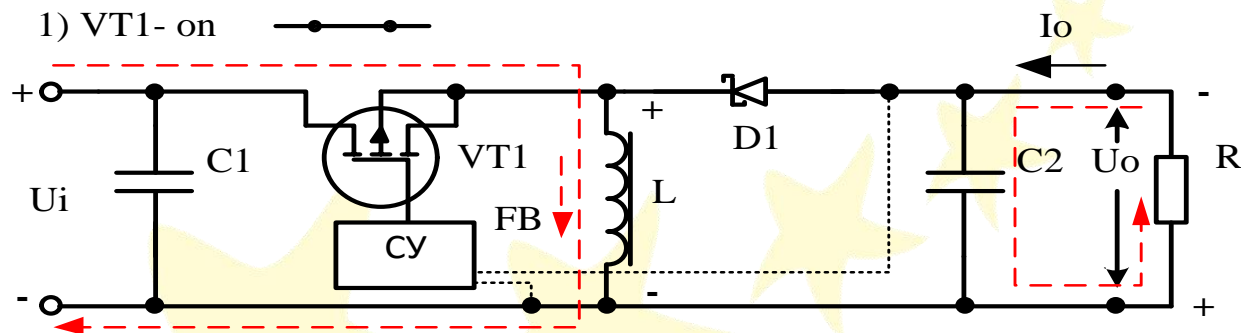 1) VT1- on
Io
+
+
-
C1
VT1
D1
C2
Uo
R
Ui
FB
L
СУ
-
-
+